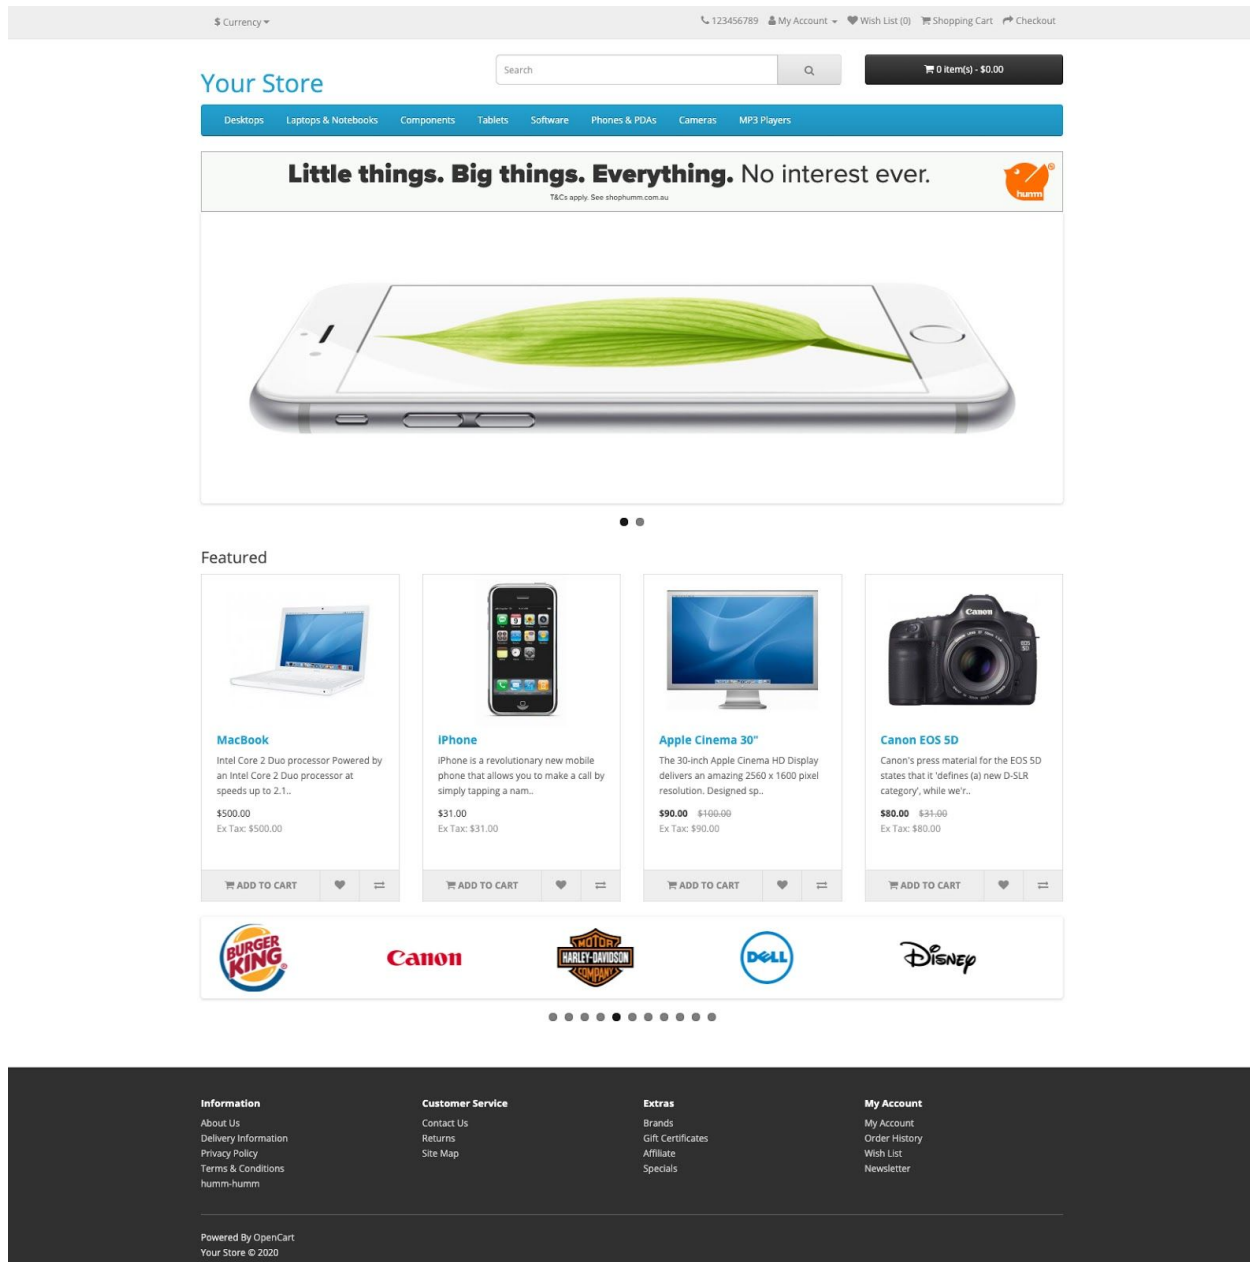 $ Currency
123456789 My Account Wish List (0) Shopping Cart Checkout
Your Store
Search
0 item(s) - $0.00
Desktops Laptops & Notebooks Components Tablets Software Phones & PDAs Cameras MP3 Players
Little things. Big things. Everything. No interest ever.
T&Cs apply. See shophumm.com.au
humm
Featured
Canon
EOS
5D
MacBook
Intel Core 2 Duo processor Powered by
an Intel Core 2 Duo processor at
speeds up to 2.1..
$500.00
Ex Tax: $500.00
ADD TO CART
iPhone
iPhone is a revolutionary new mobile
phone that allows you to make a call by
simply tapping a nam..
$31.00
Ex Tax: $31.00
ADD TO CART
Apple Cinema 30"
The 30-inch Apple Cinema HD Display
delivers an amazing 2560 x 1600 pixel
resolution. Designed sp..
$90.00 $100.00
Ex Tax: $90.00
ADD TO CART
Canon EOS 5D
Canon's press material for the EOS 5D
states that it 'defines (a) new D-SLR
category', while we'r..
$80.00 $31.00
Ex Tax: $80.00
ADD TO CART
BURGER
KING
Canon
MOTOR
HARLEY-DAVIDSON
COMPANY
DELL
Disney
Information
About Us
Delivery Information
Privacy Policy
Terms & Conditions
humm-humm
Customer Service
Contact Us
Returns
Site Map
Extras
Brands
Gift Certificates
Affiliate
Specials
My Account
My Account
Order History
Wish List
Newsletter
Powered By OpenCart
Your Store © 2020